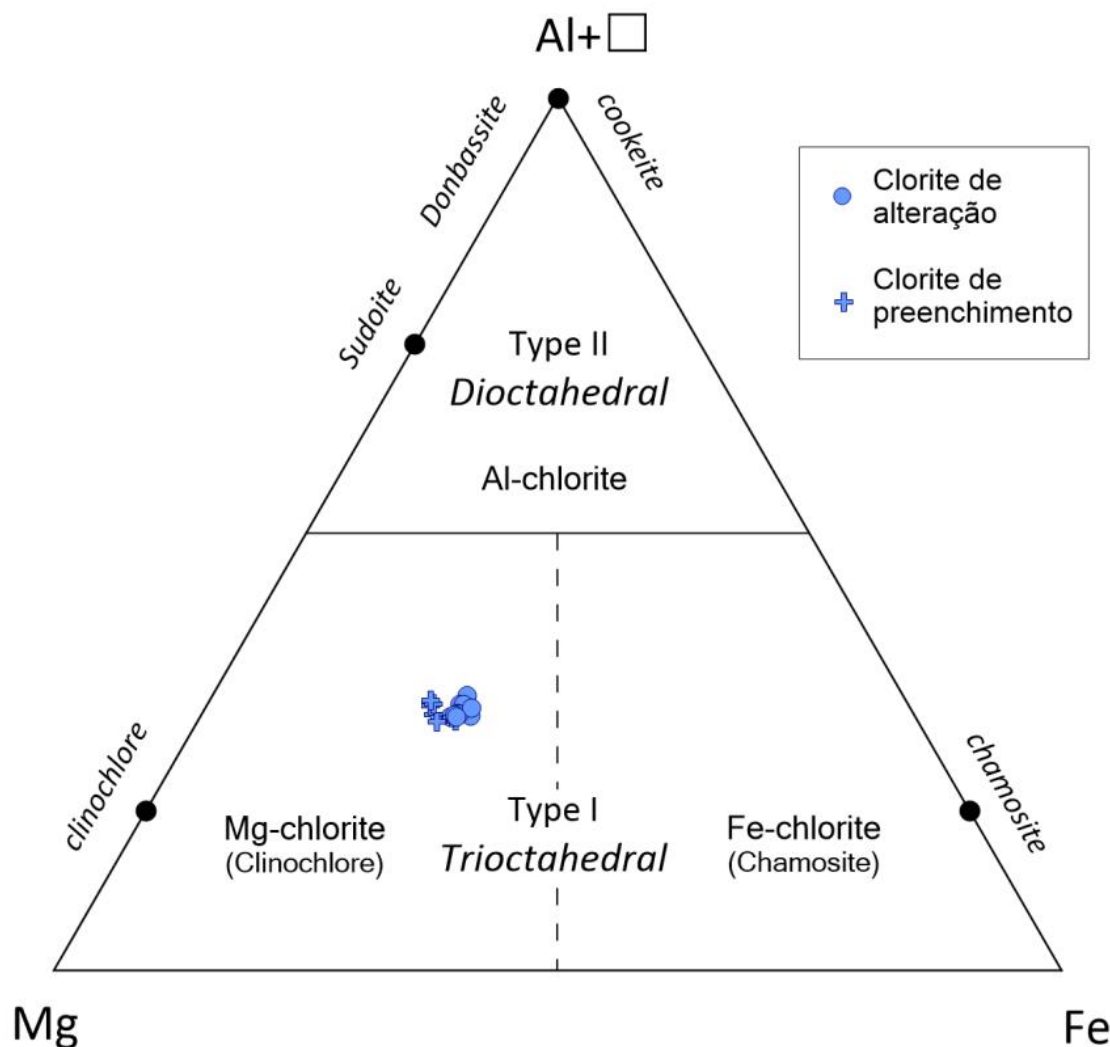 Al+□
Donbassite
cookeite
Sudoite
Clorite de
alteração
Clorite de
preenchimento
Type II
Dioctahedral
Al-chlorite
clinochlore
chamosite
Mg-chlorite
(Clinochlore)
Type I
Trioctahedral
Fe-chlorite
(Chamosite)
Mg
Fe